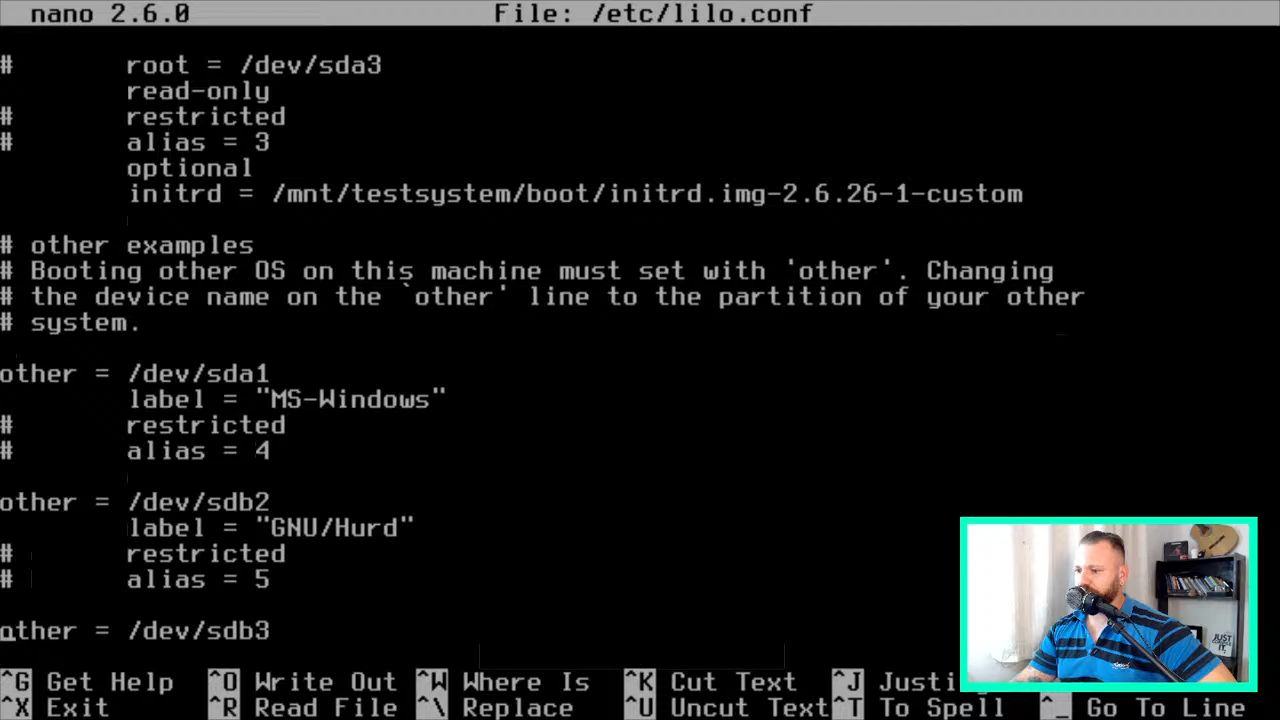 nano 2.6.0 File: /etc/lilo.conf
# root = /dev/sda3
read-only
# restricted
# alias = 3
optional
initrd = /mnt/testsystem/boot/initrd.img-2.6.26-1-custom
# other examples
# Booting other OS on this machine must set with 'other'. Changing
# the device name on the `other' line to the partition of your other
# system.
other = /dev/sda1
label = "MS-Windows"
# restricted
# alias = 4
other = /dev/sdb2
label = "GNU/Hurd"
# restricted
# alias = 5
other = /dev/sdb3
^G Get Help ^O Write Out ^W Where Is ^K Cut Text ^J
^X Exit ^R Read File ^\ Replace ^U Uncut Text ^T To Spell ^_ Go To Line